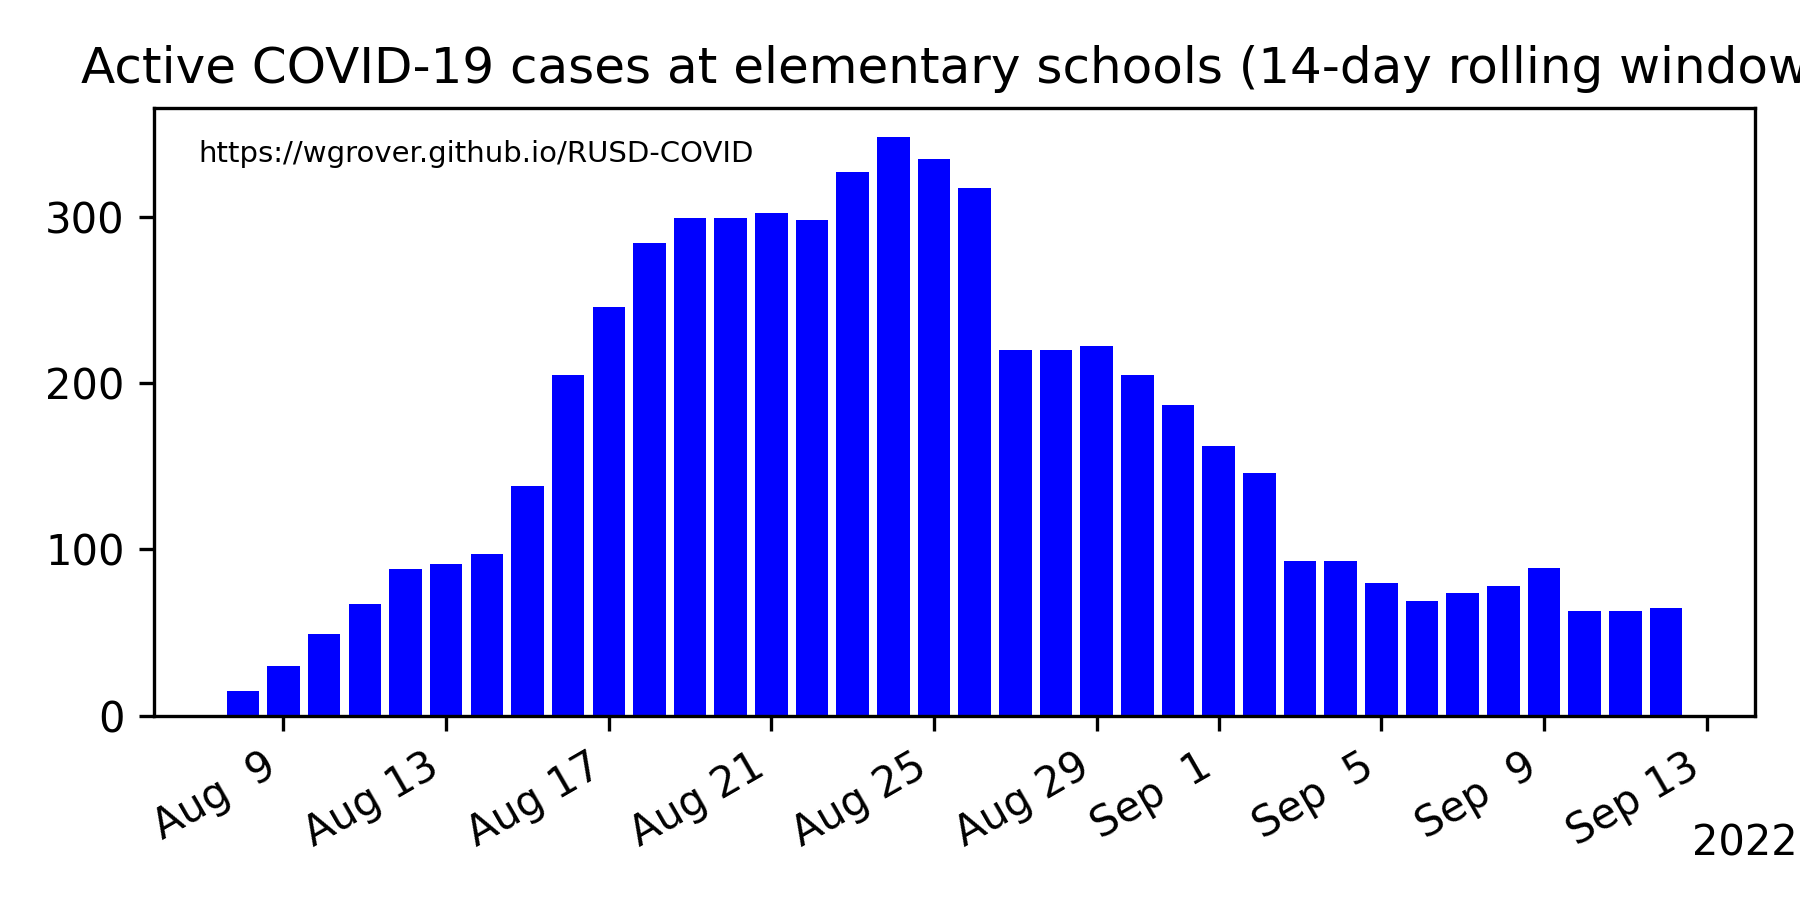 Active COVID-19 cases at elementary schools (14-day rolling window
https://wgrover.github.io/RUSD-COVID
300
200
100
0
Aug 9
Aug 13
Aug 17
Aug 21
Aug 25
Aug 29
Sep 1
Sep 5
Sep 9
Sep 13
2022